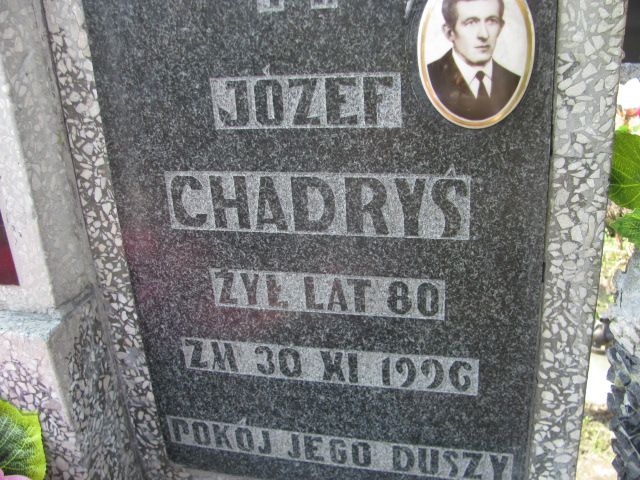 JÓZEF
CHADRYŚ
ŻYŁ LAT 80
ZM 30 XI 1996
POKÓJ JEGO DUSZY